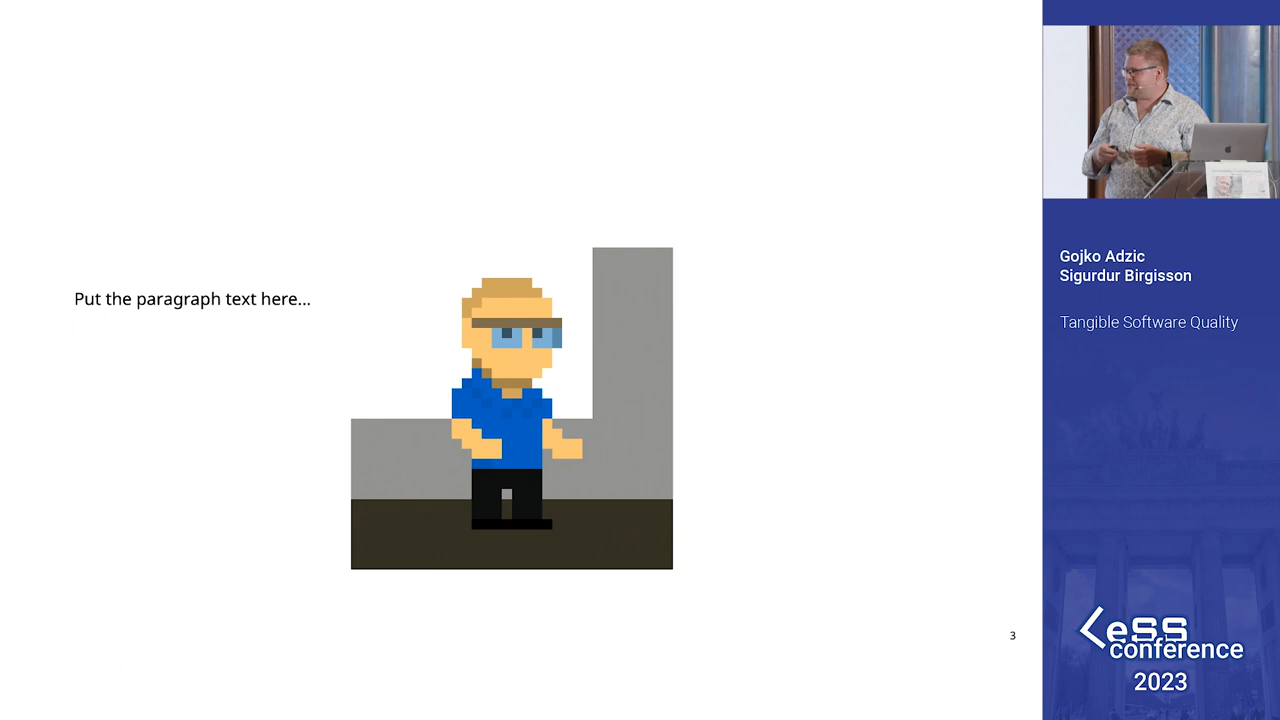 Put the paragraph text here...
3
Gojko Adzic
Sigurdur Birgisson
Tangible Software Quality
LeSS
conference
2023